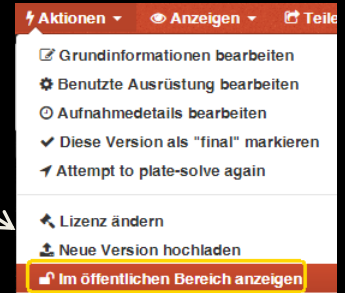 Aktionen Anzeigen Teile
Grundinformationen bearbeiten
Benutzte Ausrüstung bearbeiten
Aufnahmedetails bearbeiten
Diese Version als "final" markieren
Attempt to plate-solve again
Lizenz ändern
Neue Version hochladen
Im öffentlichen Bereich anzeigen